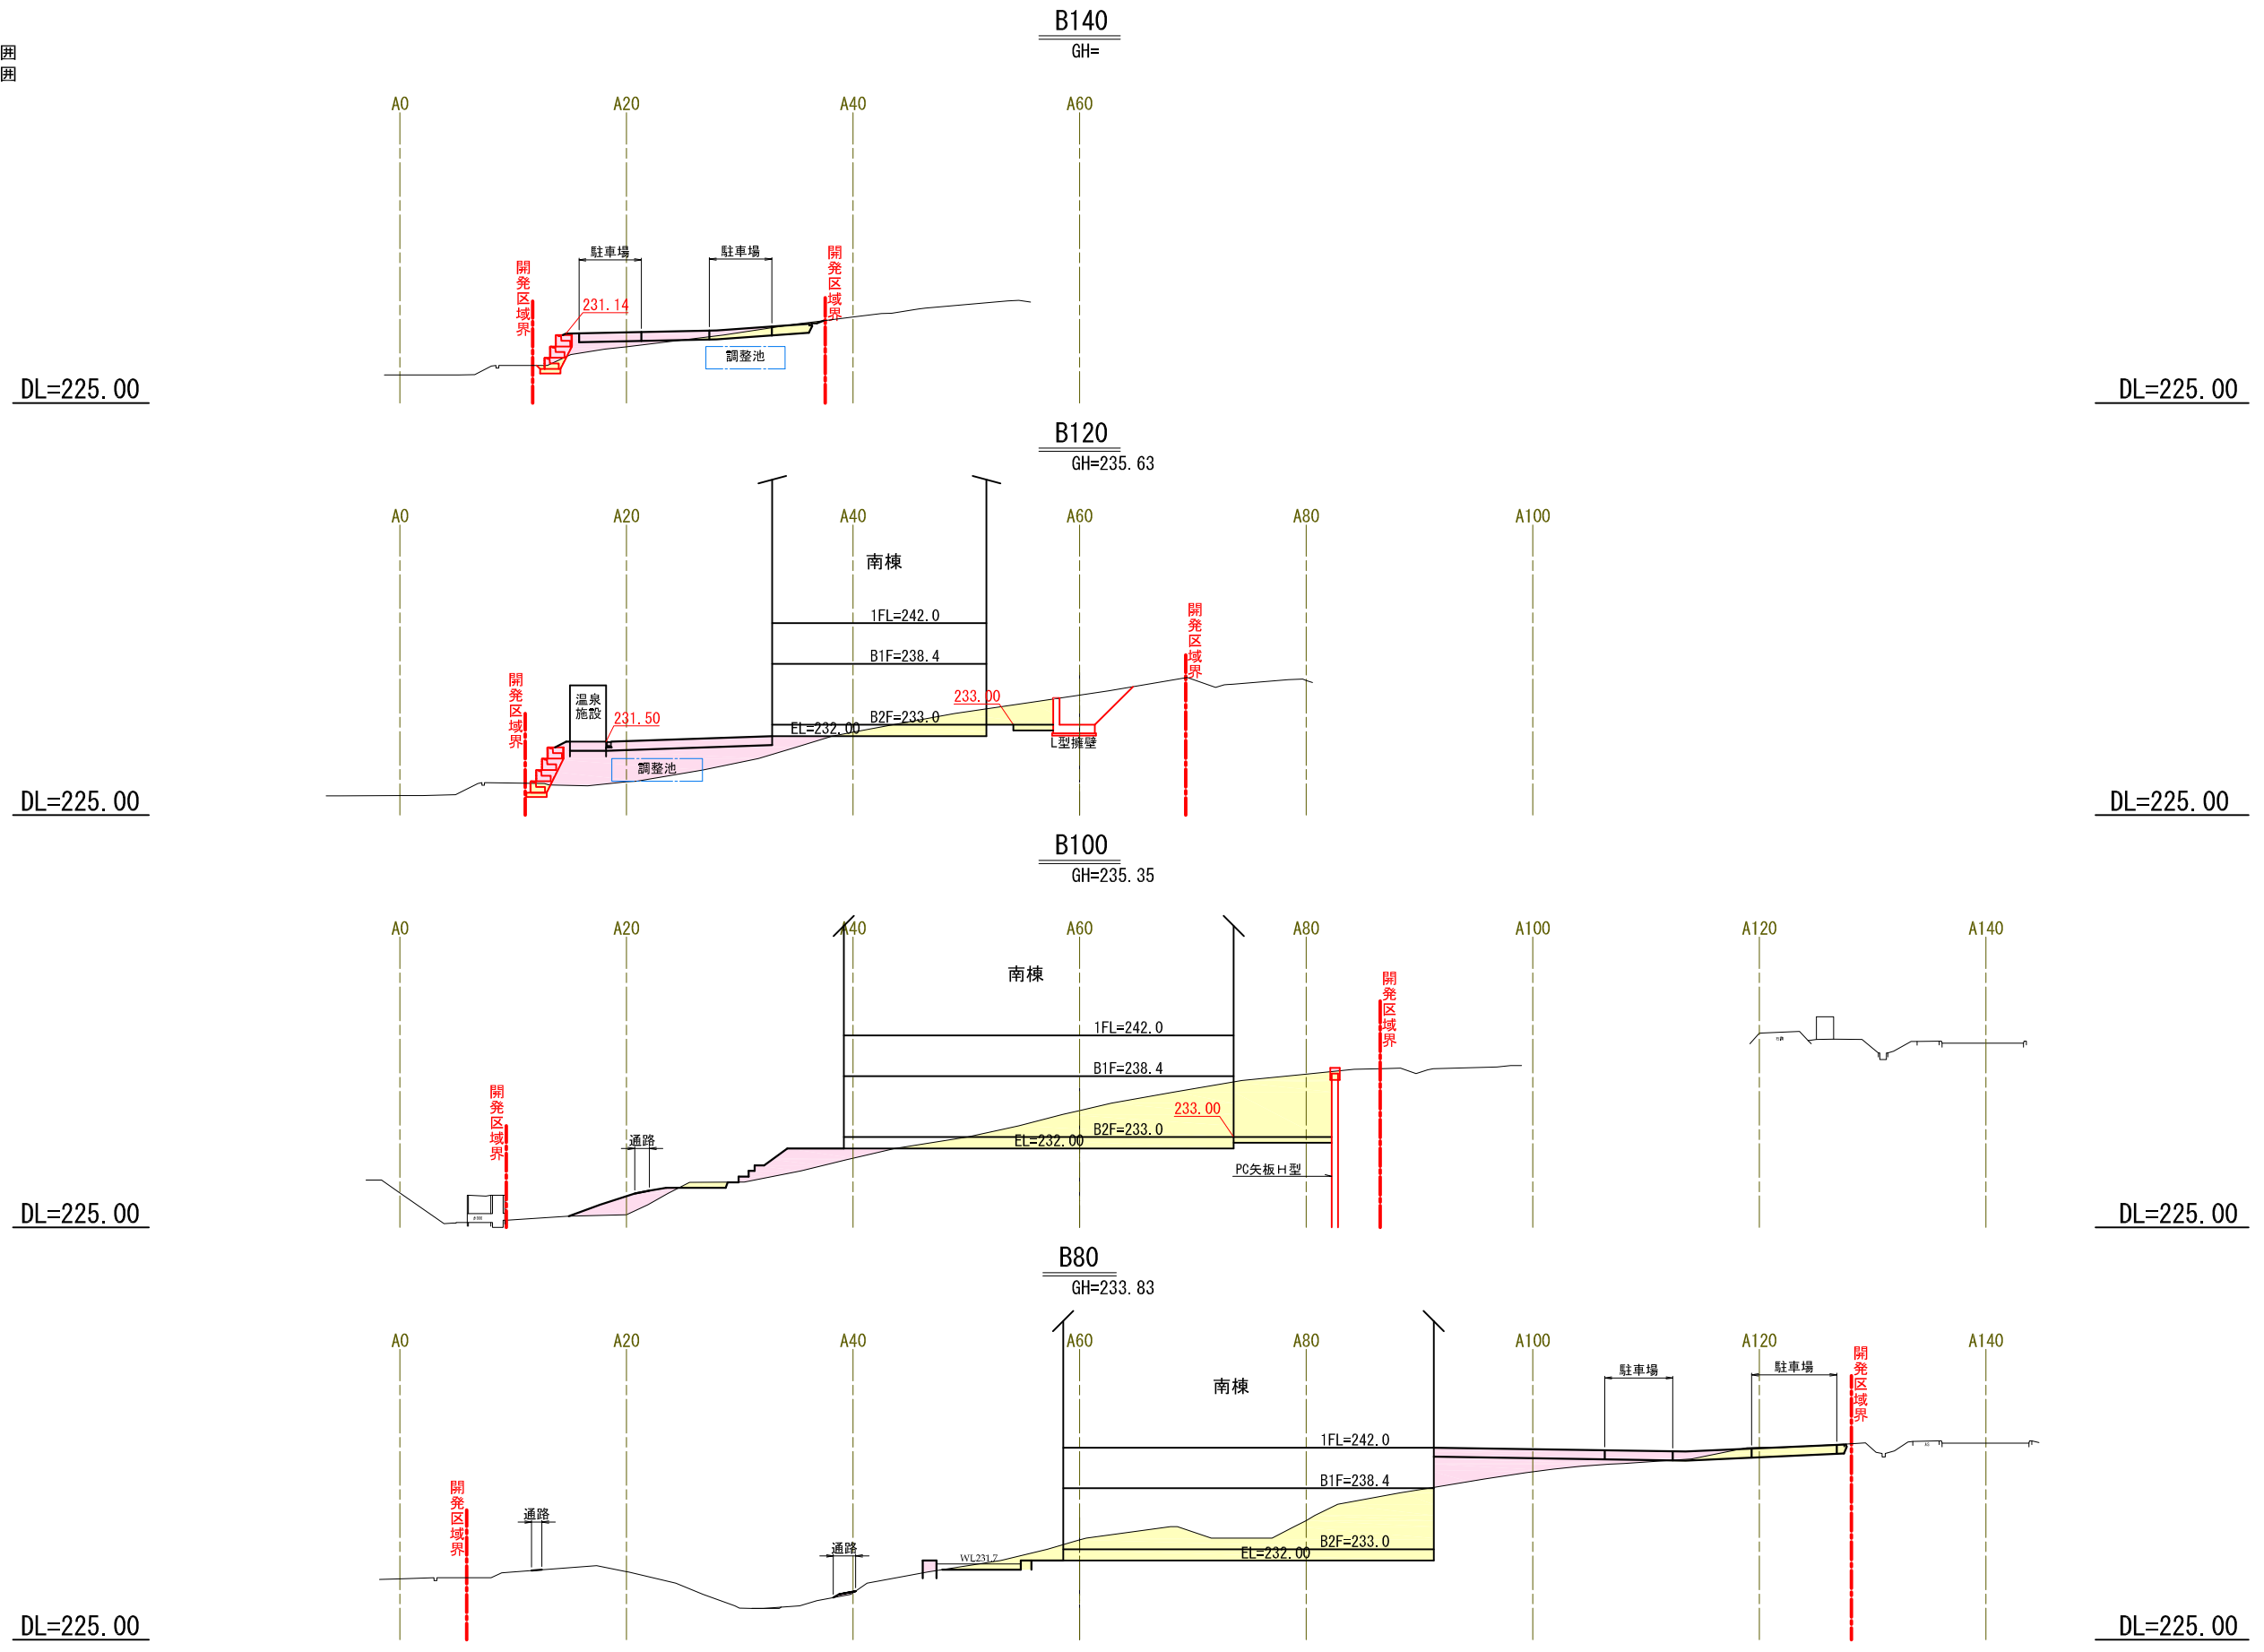 囲
囲
B140
GH=
A0 A20 A40 A60
駐車場 駐車場
開発区域界
開発区域界
231.14
調整池
DL=225.00 DL=225.00
B120
GH=235.63
A0 A20 A40 A60 A80 A100
南棟
1FL=242.0
B1F=238.4
開発区域界
開発区域界
温泉
施設
231.50
233.00
B2F=233.0
EL=232.00
L型擁壁
調整池
DL=225.00 DL=225.00
B100
GH=235.35
A0 A20 A40 A60 A80 A100 A120 A140
南棟
開発区域界
1FL=242.0
B1F=238.4
開発区域界
233.00
B2F=233.0
EL=232.00
通路
PC矢板H型
DL=225.00 DL=225.00
B80
GH=233.83
A0 A20 A40 A60 A80 A100 A120 A140
開発区域界
駐車場 駐車場
南棟
1FL=242.0
B1F=238.4
開発区域界
通路
通路
B2F=233.0
EL=232.00
WL231.7
DL=225.00 DL=225.00